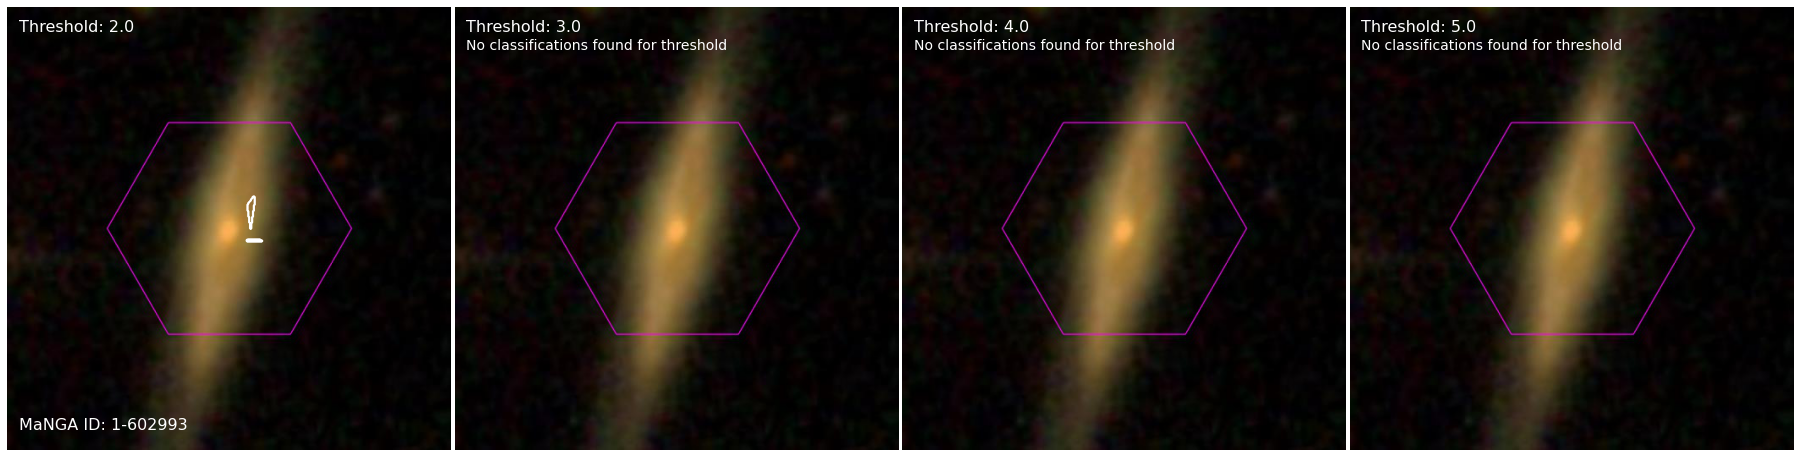 Threshold: 2.0
MaNGA ID: 1-602993
Threshold: 3.0
No classifications found for threshold
Threshold: 4.0
No classifications found for threshold
Threshold: 5.0
No classifications found for threshold